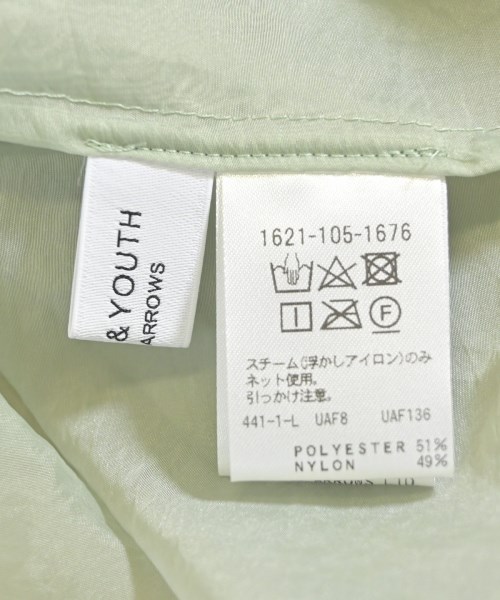 & YOUTH
ARROWS
1621-105-1676
スチーム(浮かしアイロン)のみ
ネット使用。
引っかけ注意。
441-1-L UAF8 UAF136
POLYESTER 51%
NYLON 49%